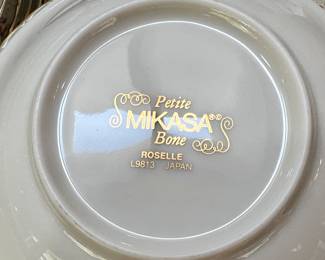 Petite
MIKASA®©
Bone
ROSELLE
L9813 JAPAN